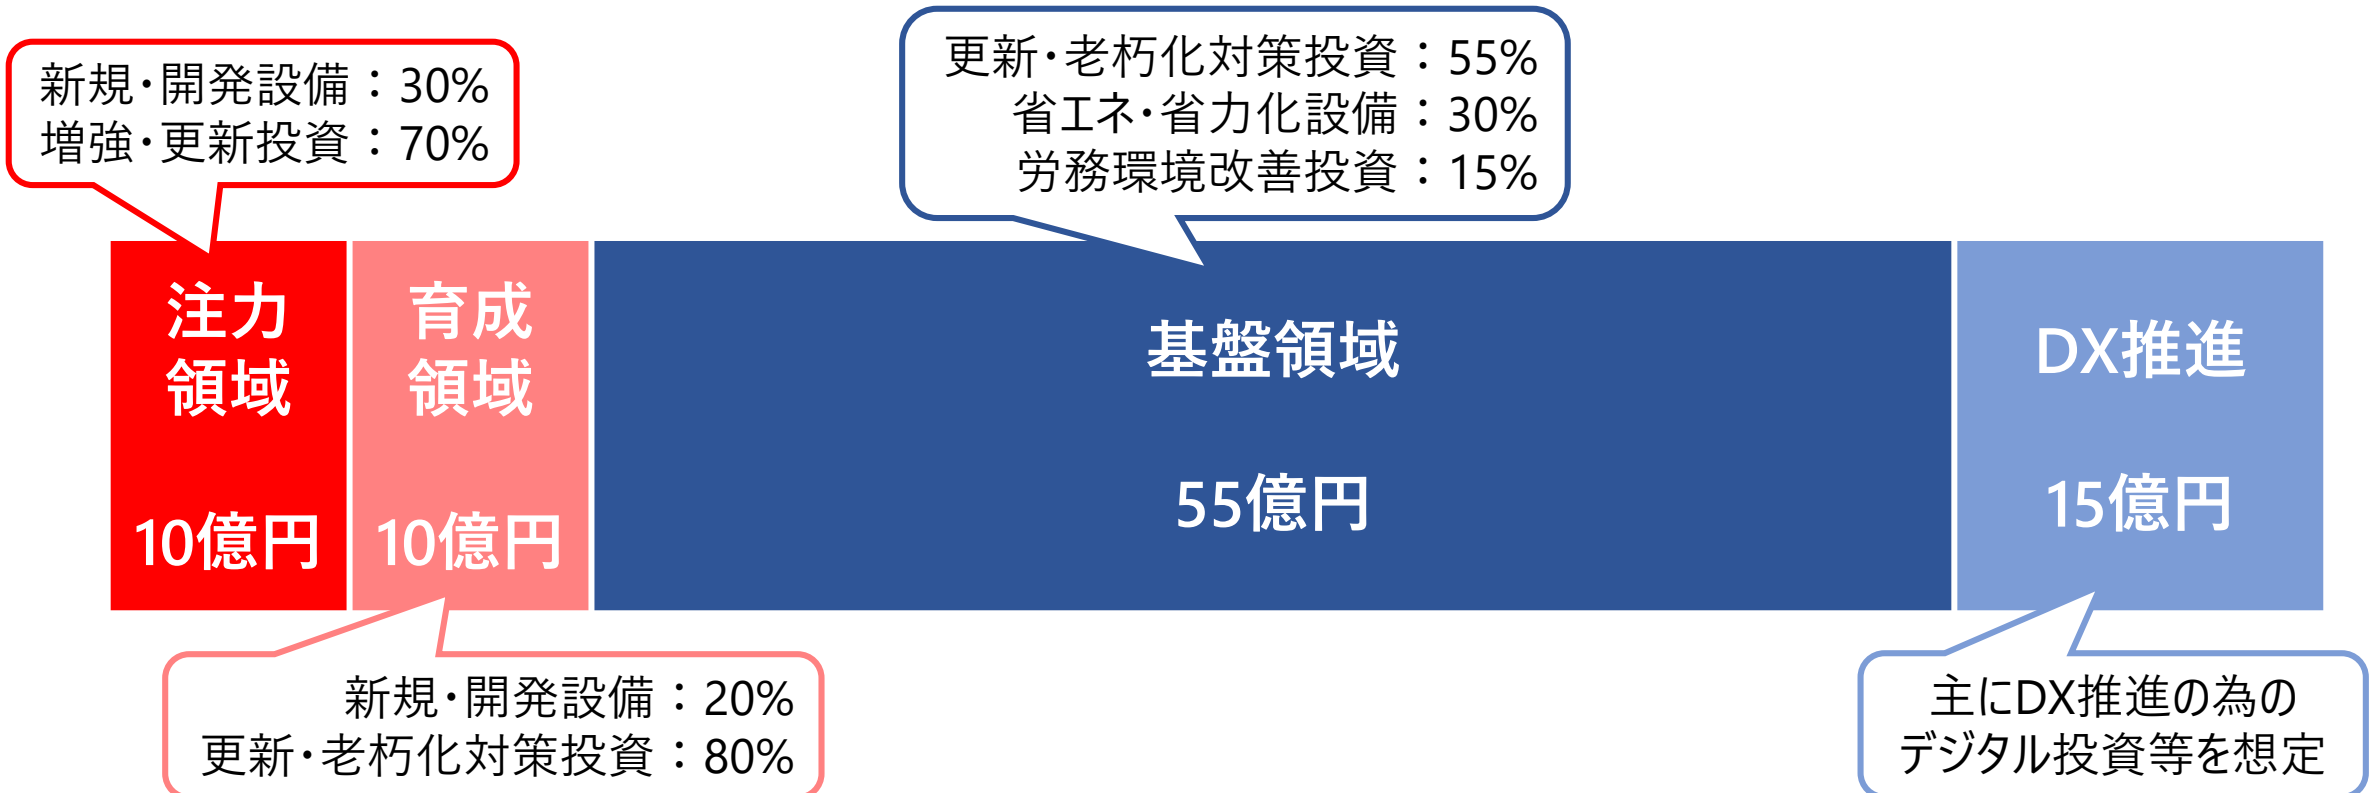 新規・開発設備：30%
増強・更新投資：70%
更新・老朽化対策投資：55%
省エネ・省力化設備：30%
労務環境改善投資：15%
注力
領域
10億円
育成
領域
10億円
基盤領域
55億円
DX推進
15億円
新規・開発設備：20%
更新・老朽化対策投資：80%
主にDX推進の為の
デジタル投資等を想定